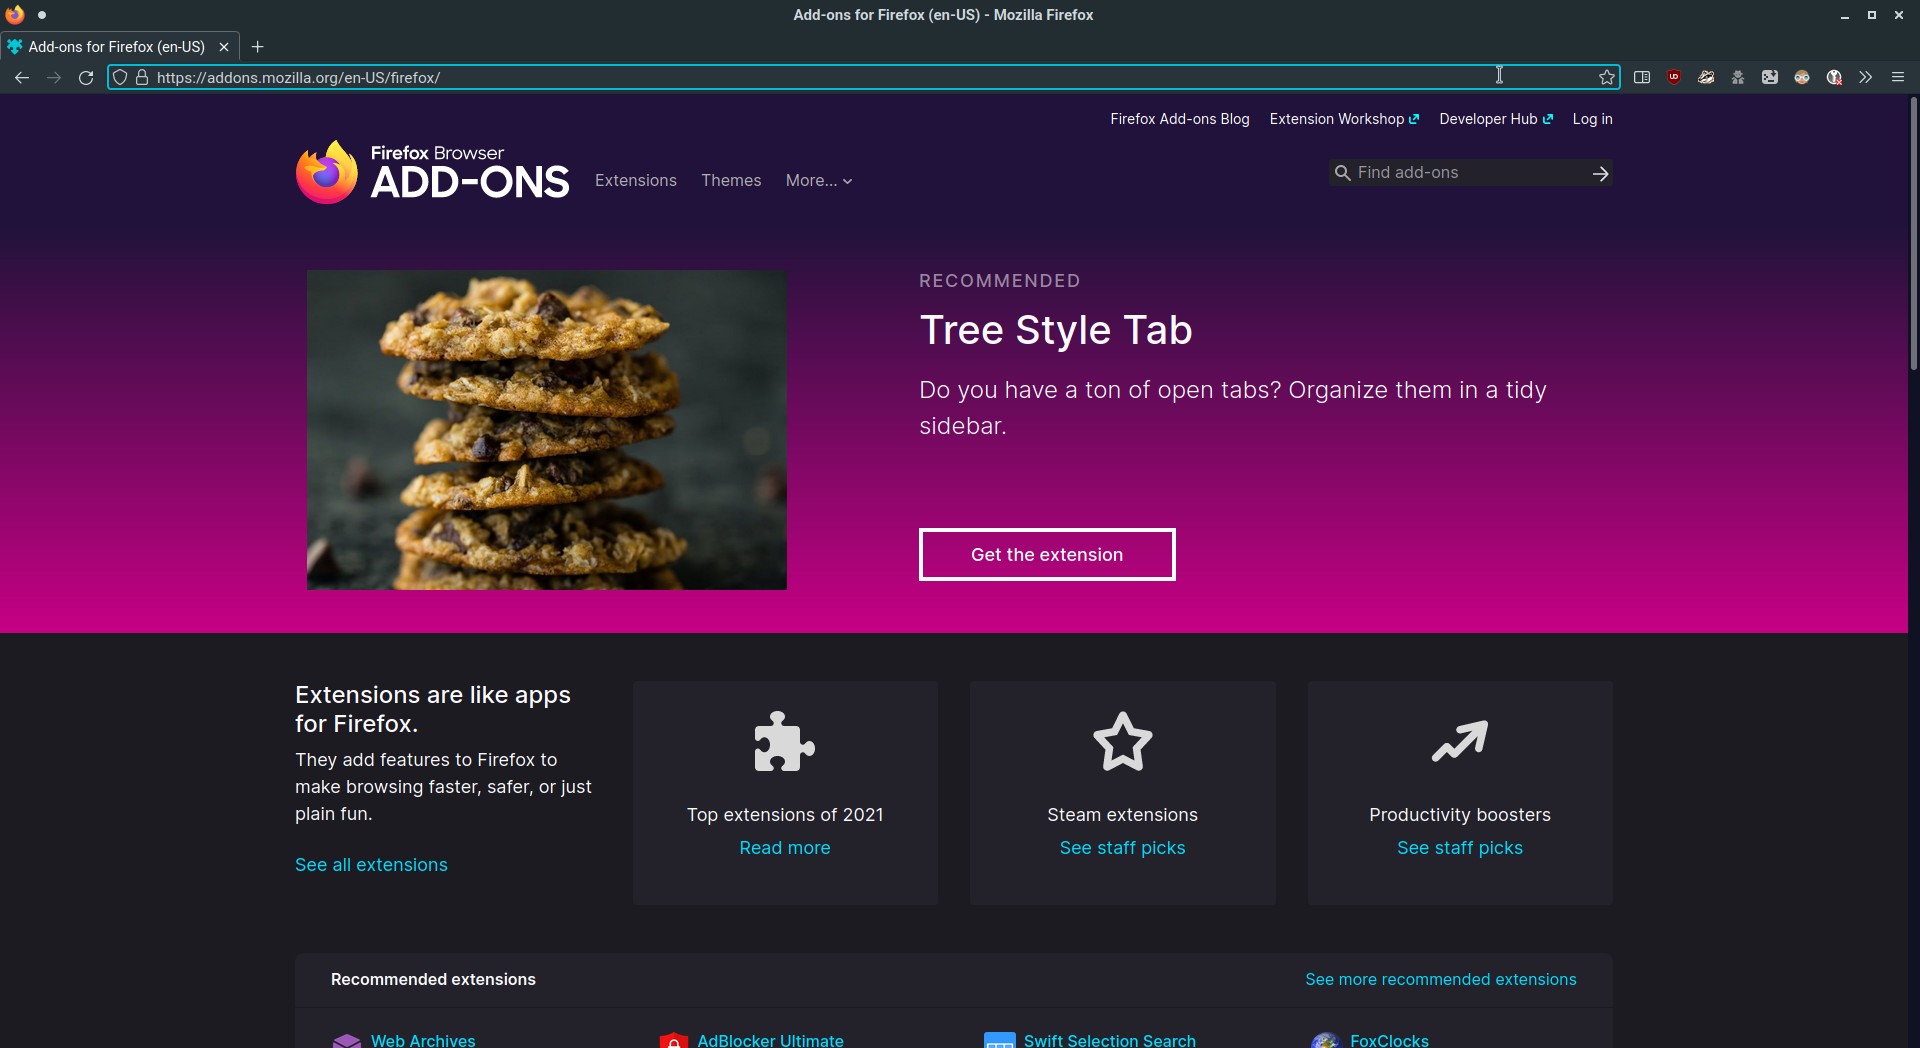 Add-ons for Firefox (en-US) - Mozilla Firefox
Add-ons for Firefox (en-US)
https://addons.mozilla.org/en-US/firefox/
Firefox Add-ons Blog
Extension Workshop
Developer Hub
Log in
Firefox Browser
ADD-ONS
Extensions
Themes
More...
Find add-ons
RECOMMENDED
Tree Style Tab
Do you have a ton of open tabs? Organize them in a tidy
sidebar.
Get the extension
Extensions are like apps
for Firefox.
They add features to Firefox to
make browsing faster, safer, or just
plain fun.
See all extensions
Top extensions of 2021
Read more
Steam extensions
See staff picks
Productivity boosters
See staff picks
Recommended extensions
See more recommended extensions
Web Archives
AdBlocker Ultimate
Swift Selection Search
FoxClocks